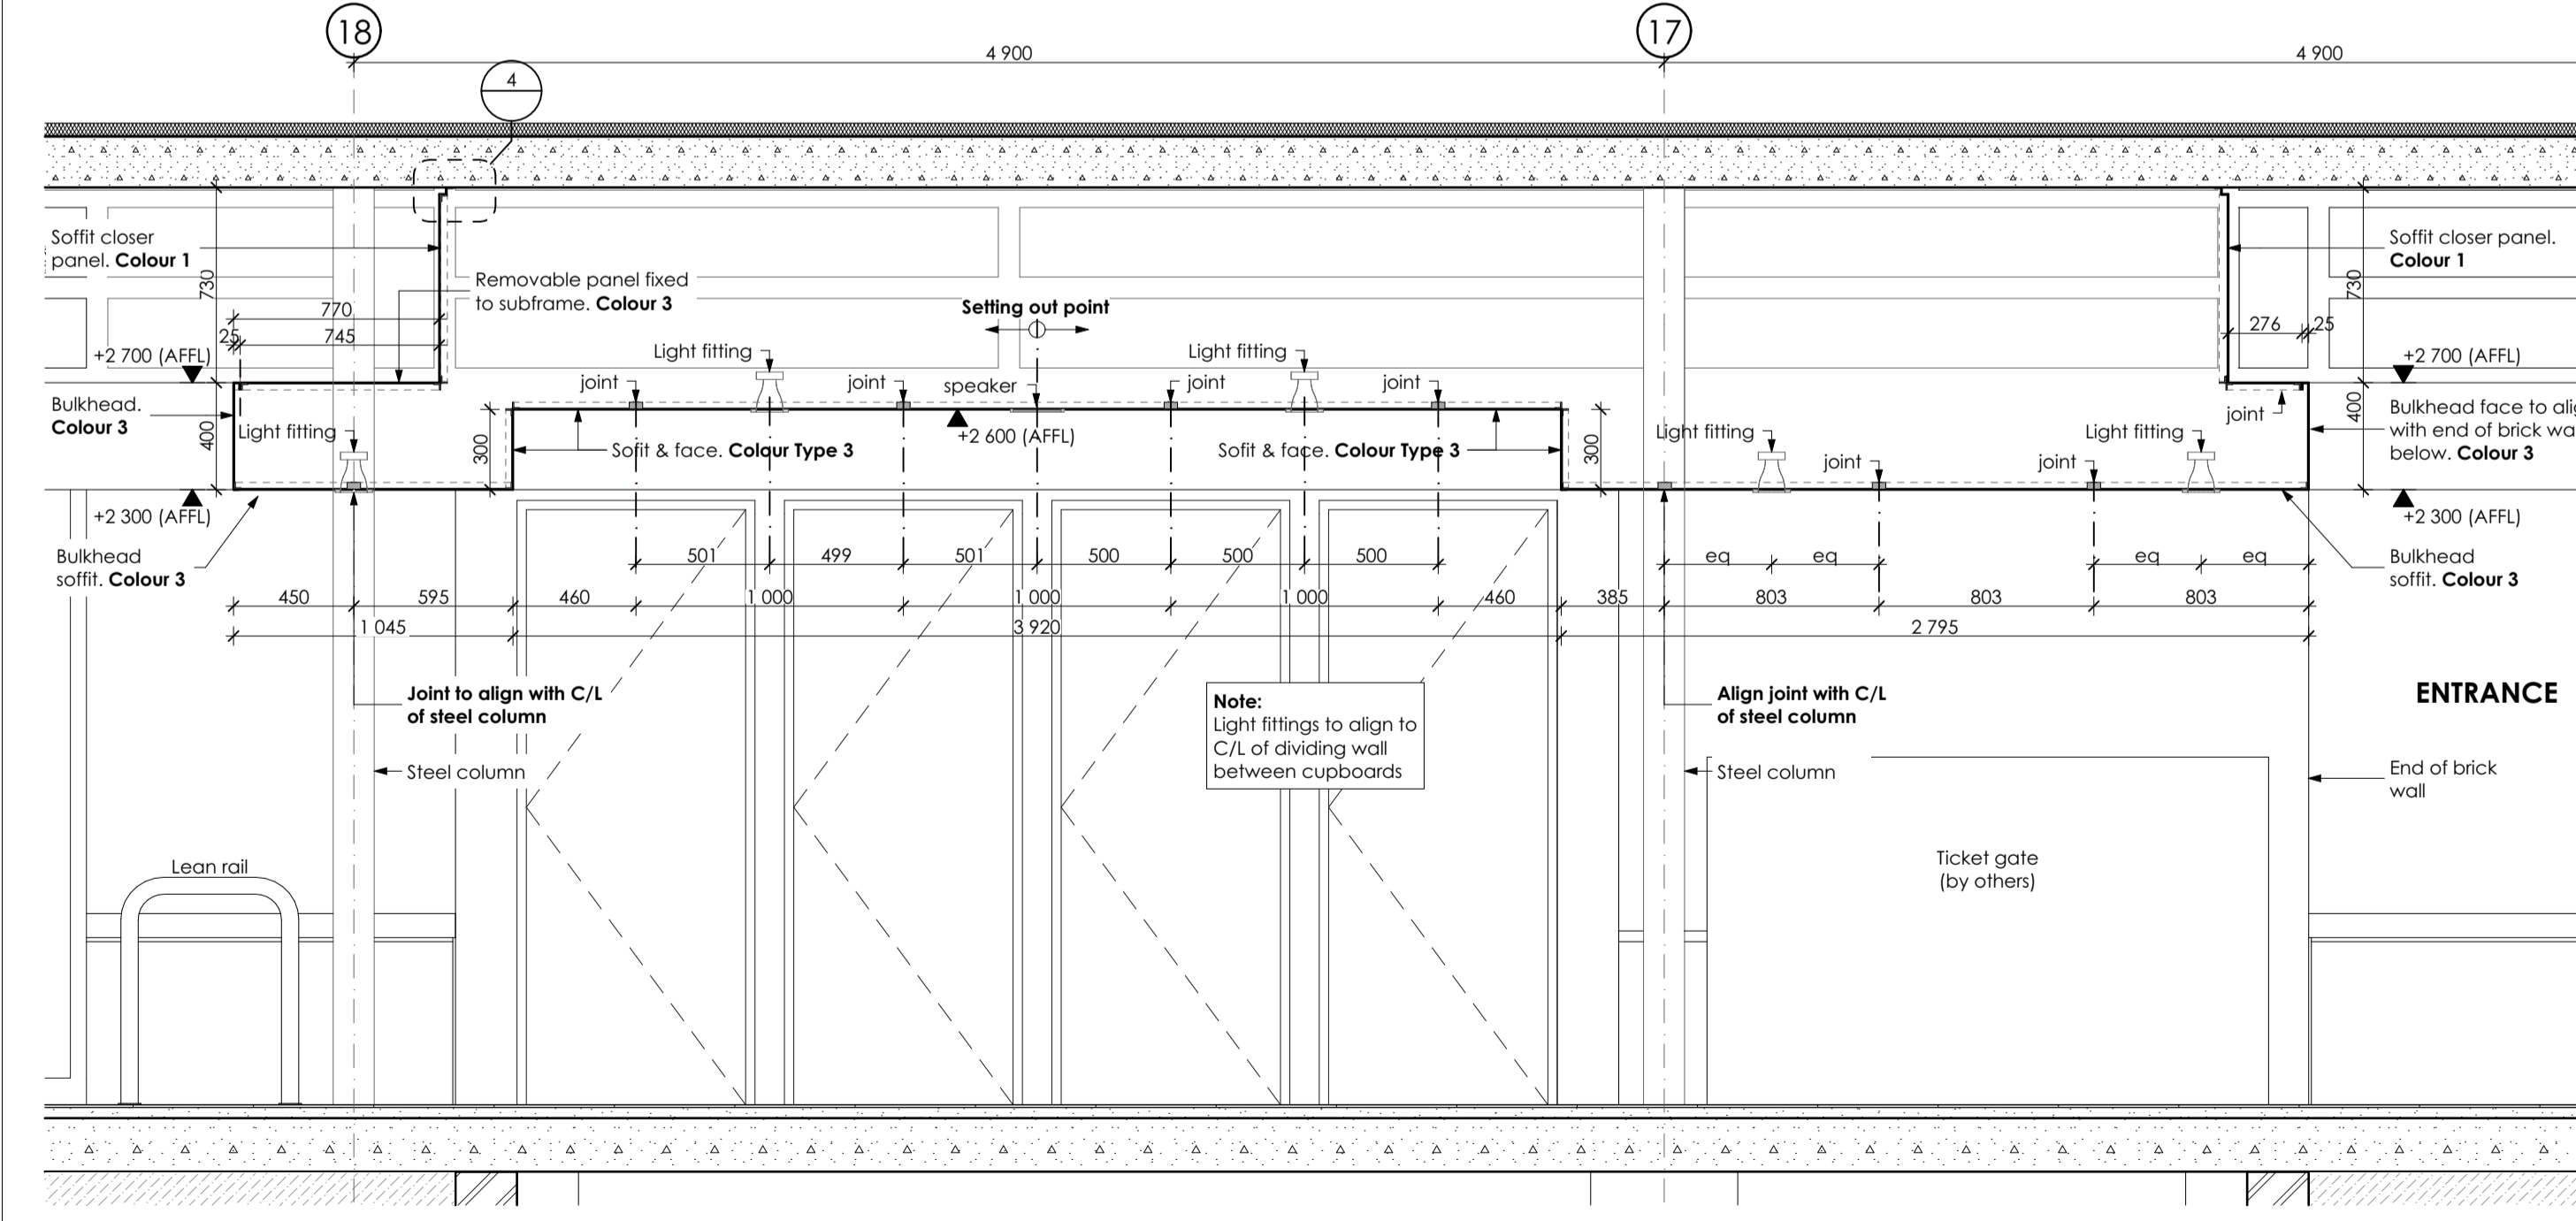 18
17
4 900
4 900
4
Soffit closer
panel. Colour 1
730
770
25
745
+2 700 (AFFL)
Removable panel fixed
to subframe. Colour 3
Setting out point
Light fitting
Light fitting
joint
joint
speaker
joint
joint
Soffit closer panel.
Colour 1
730
276
25
+2 700 (AFFL)
Bulkhead.
Colour 3
400
Light fitting
300
Sofit & face. Colour Type 3
+2 600 (AFFL)
Sofit & face. Colour Type 3
300
Light fitting
joint
joint
Light fitting
joint
400
Bulkhead face to alig
with end of brick wa
below. Colour 3
+2 300 (AFFL)
+2 300 (AFFL)
Bulkhead
soffit. Colour 3
501
499
501
500
500
500
eq
eq
eq
eq
Bulkhead
soffit. Colour 3
450
595
460
1 000
1 000
1 000
460
385
803
803
803
1 045
3 920
2 795
Joint to align with C/L
of steel column
Note:
Light fittings to align to
C/L of dividing wall
between cupboards
Align joint with C/L
of steel column
ENTRANCE
Steel column
Steel column
End of brick
wall
Lean rail
Ticket gate
(by others)